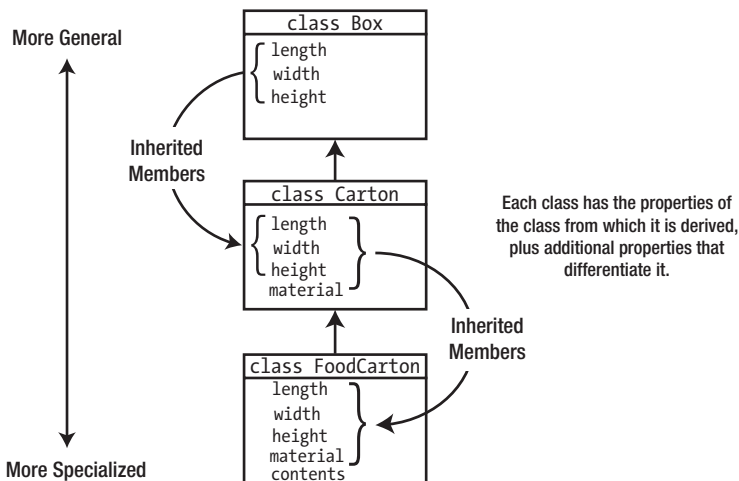 More General
class Box
length
width
height
Inherited
Members
class Carton
length
width
height
material
Each class has the properties of
the class from which it is derived,
plus additional properties that
differentiate it.
Inherited
Members
class FoodCarton
length
width
height
material
contents
More Specialized